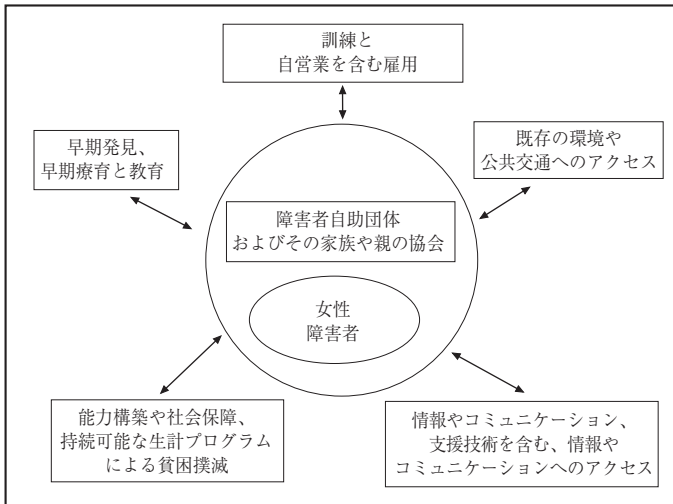 訓練と
自営業を含む雇用
早期発見、
早期療育と教育
既存の環境や
公共交通へのアクセス
障害者自助団体
およびその家族や親の協会
女性
障害者
能力構築や社会保障、
持続可能な生計プログラム
による貧困撲滅
情報やコミュニケーション、
支援技術を含む、情報や
コミュニケーションへのアクセス